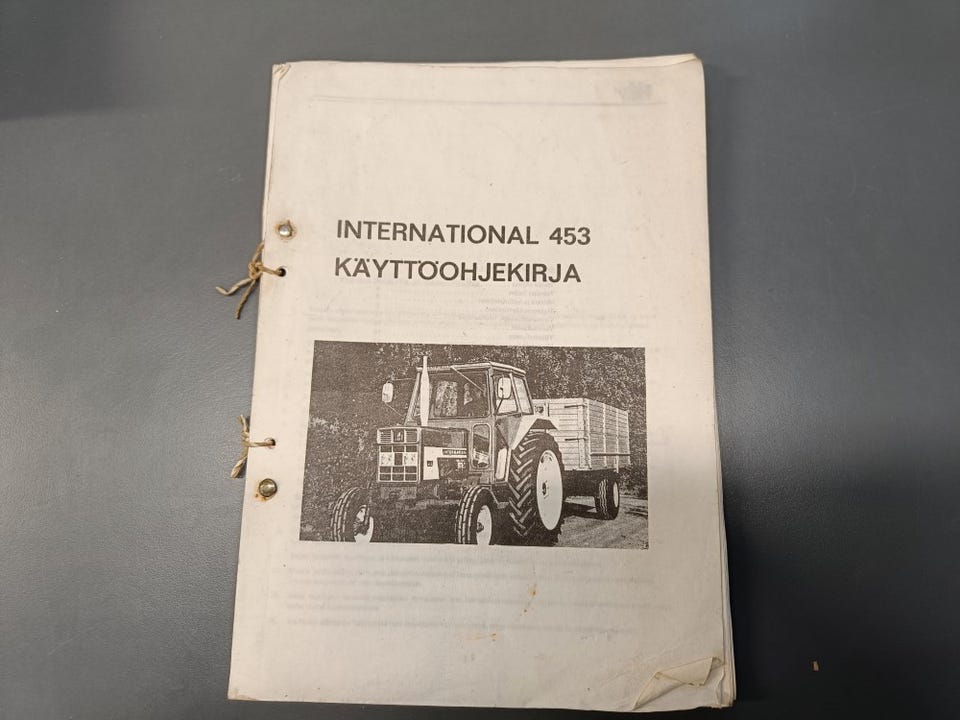 INTERNATIONAL 453
KÄYTTÖOHJEKIRJA